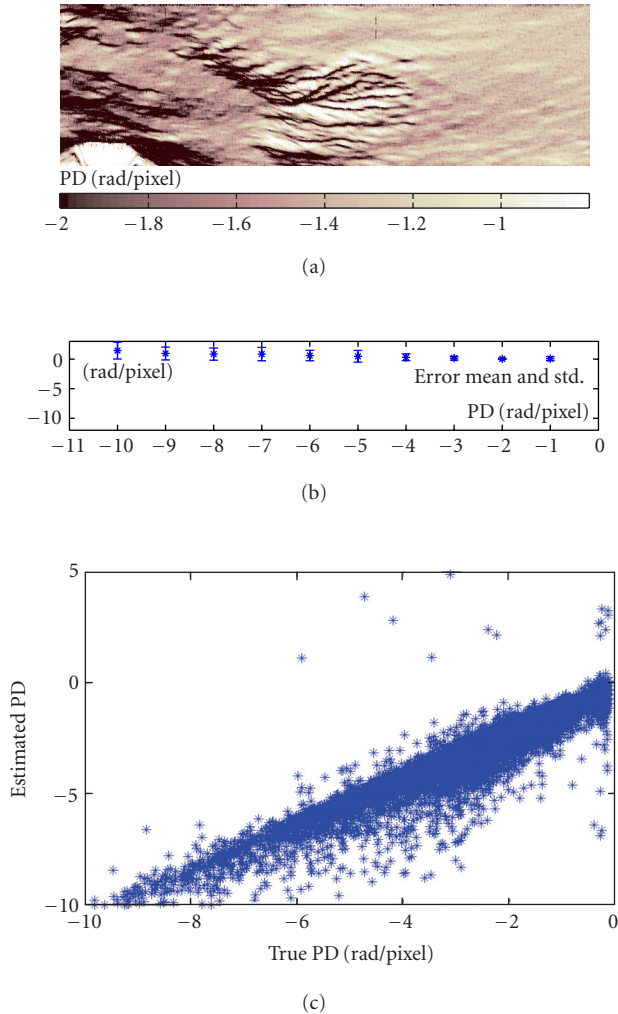 PD (rad/pixel)
−2 −1.8 −1.6 −1.4 −1.2 −1
(a)
0
−5
−10
(rad/pixel)
Error mean and std.
PD (rad/pixel)
−11 −10 −9 −8 −7 −6 −5 −4 −3 −2 −1 0
(b)
5
0
−5
−10
Estimated PD
−10 −8 −6 −4 −2 0
True PD (rad/pixel)
(c)